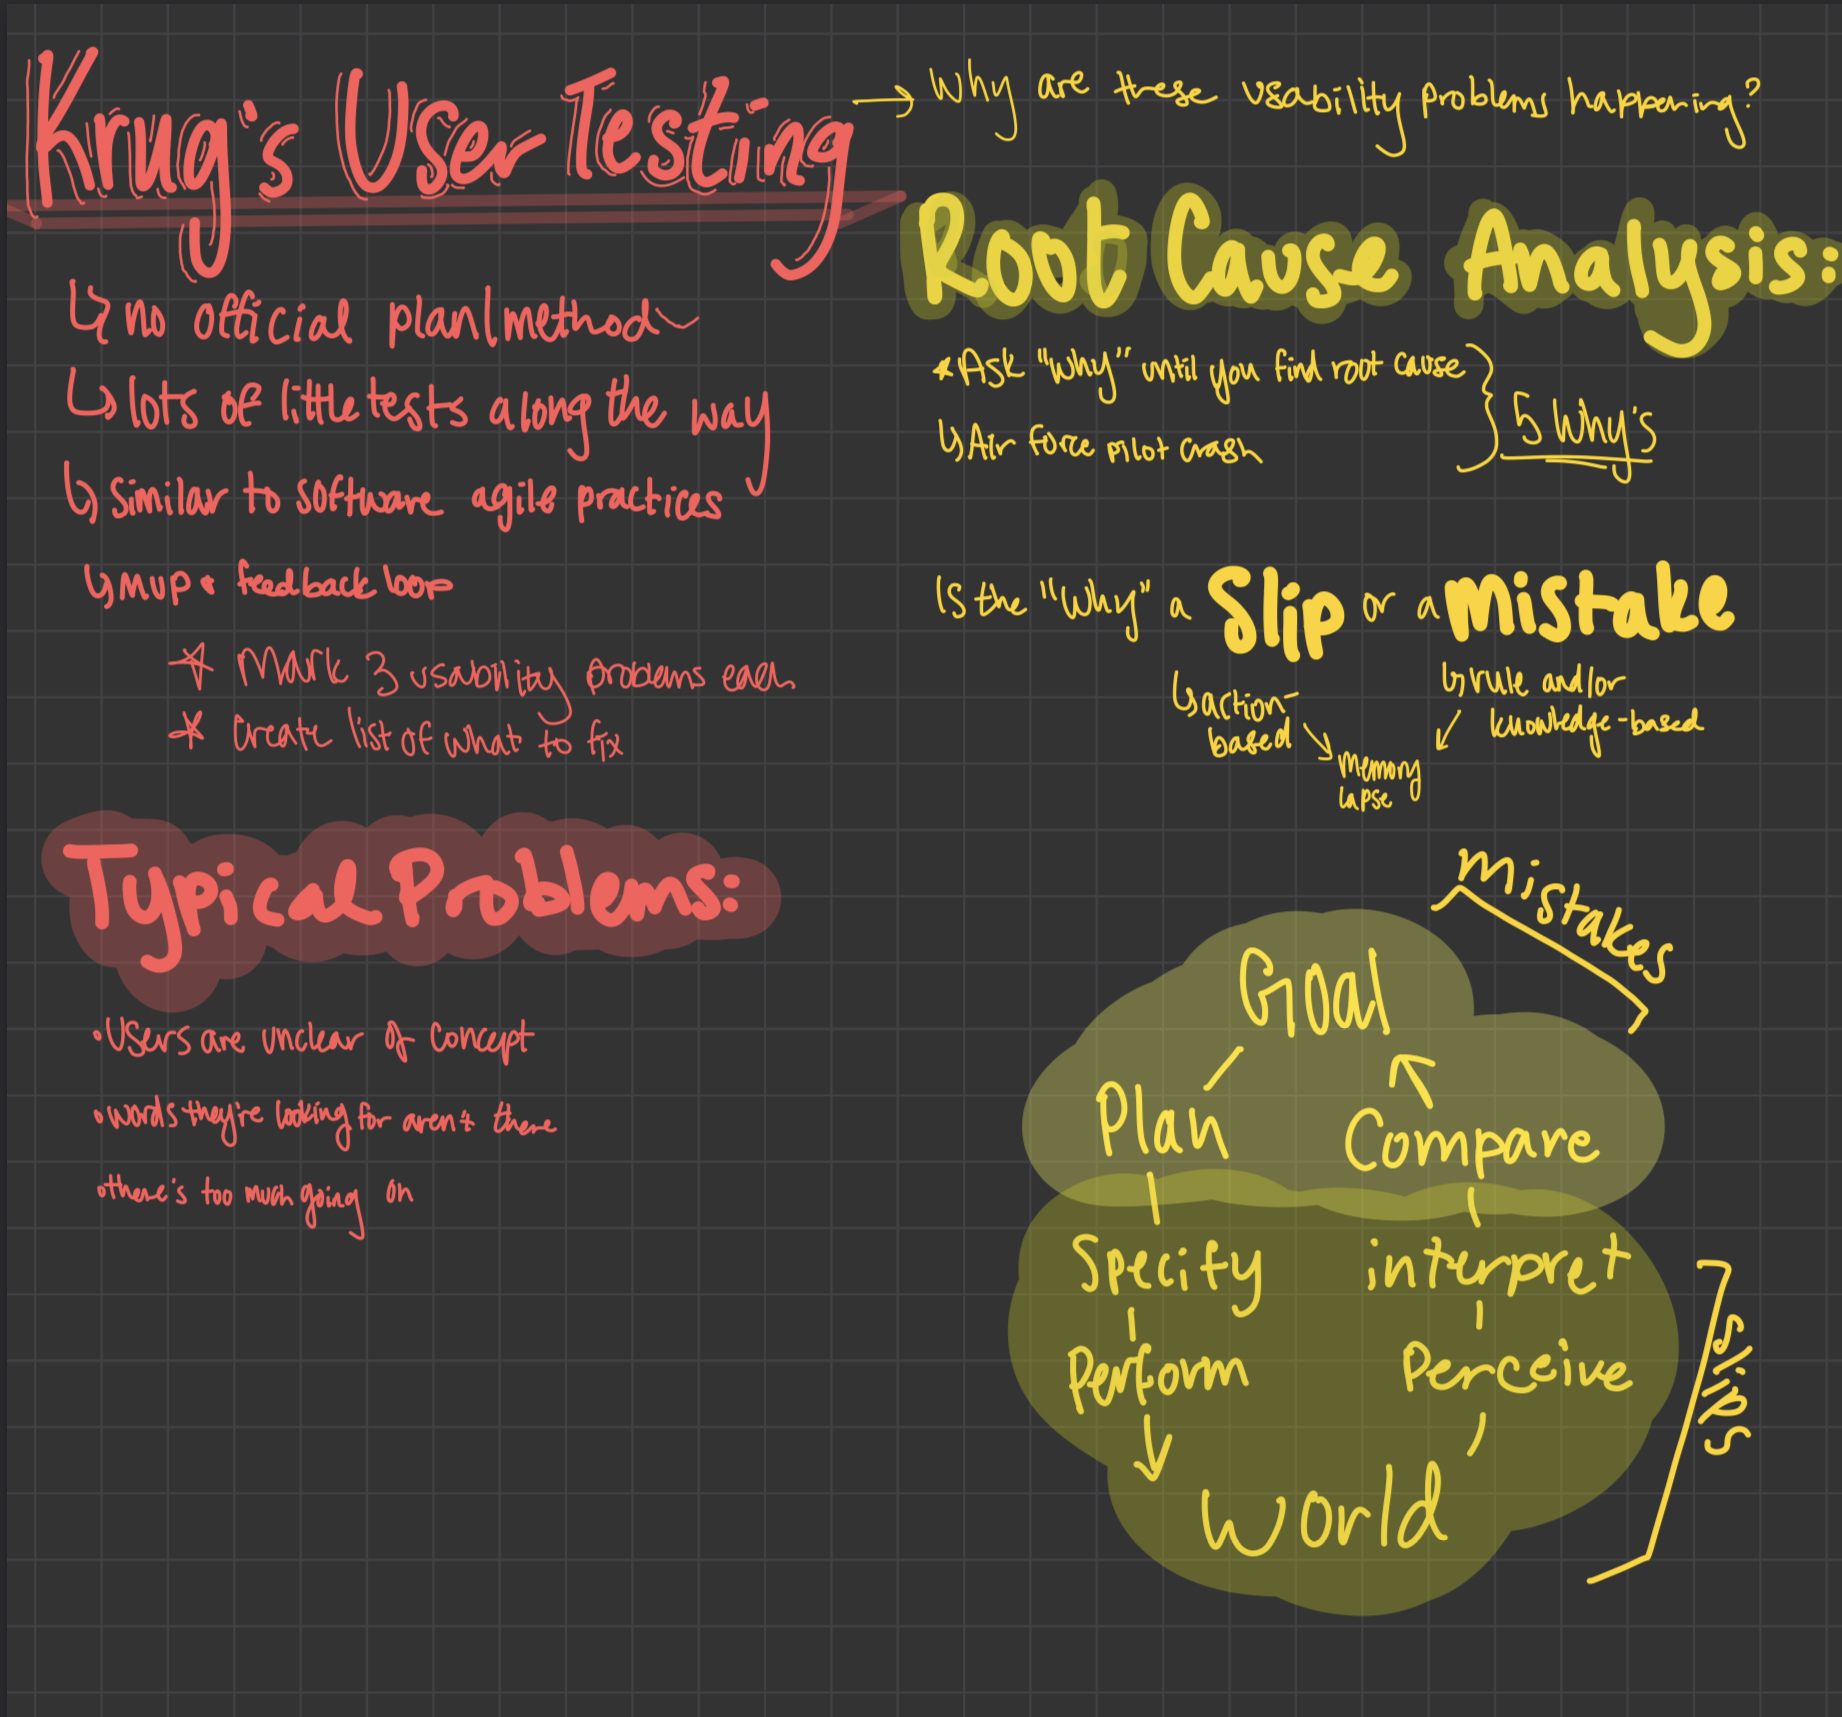 Krug's User Testing
↳ no official plan/method
↳ lots of little tests along the way
↳ similar to software agile practices
↳ MVP • feedback loop
* Mark 3 usability problems each
* Create list of what to fix
Typical Problems:
• Users are unclear of concept
• words they're looking for aren't there
• there's too much going on
→ Why are these usability problems happening?
Root Cause Analysis:
* Ask "Why" until you find root cause
↳ Air force pilot crash
5 Why's
Is the "Why" a Slip or a Mistake
↳ action-
based
↳ rule and/or
knowledge-based
Memory
lapse
Mistakes
Goal
Plan
Compare
Specify
interpret
Perform
Perceive
World
Slips